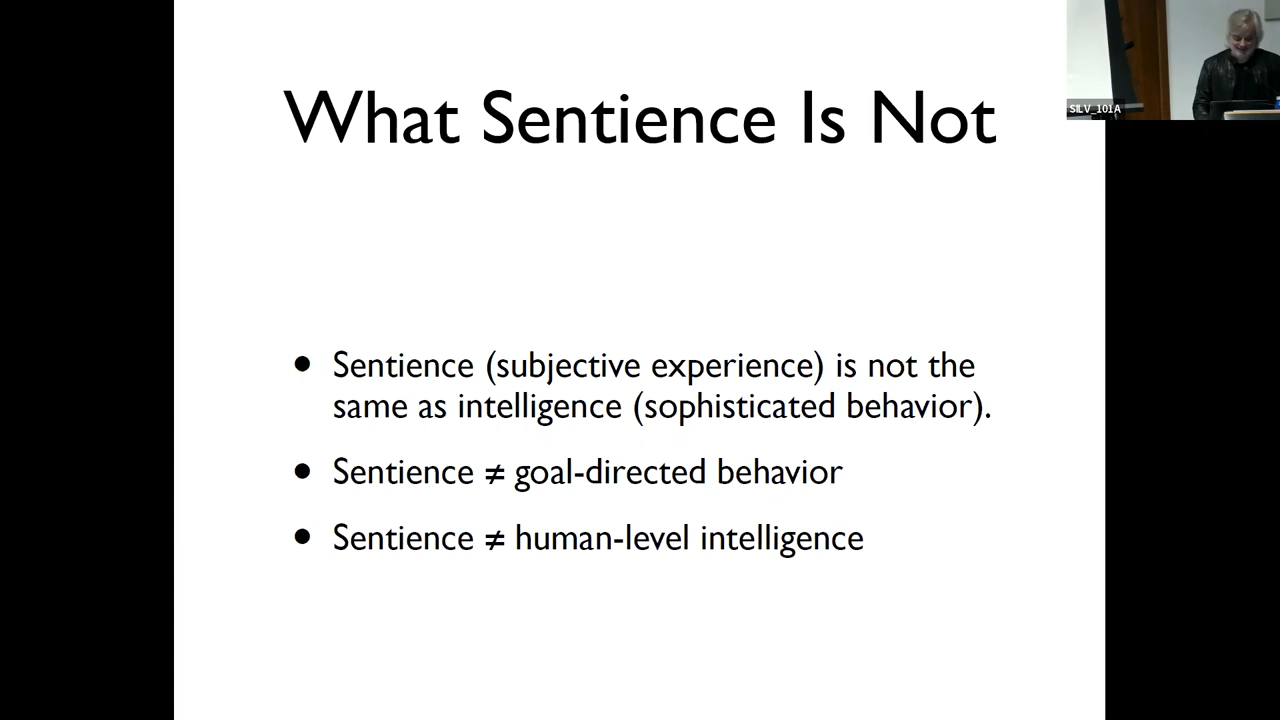 What Sentience Is Not
SILV_101A
• Sentience (subjective experience) is not the
same as intelligence (sophisticated behavior).
• Sentience ≠ goal-directed behavior
• Sentience ≠ human-level intelligence